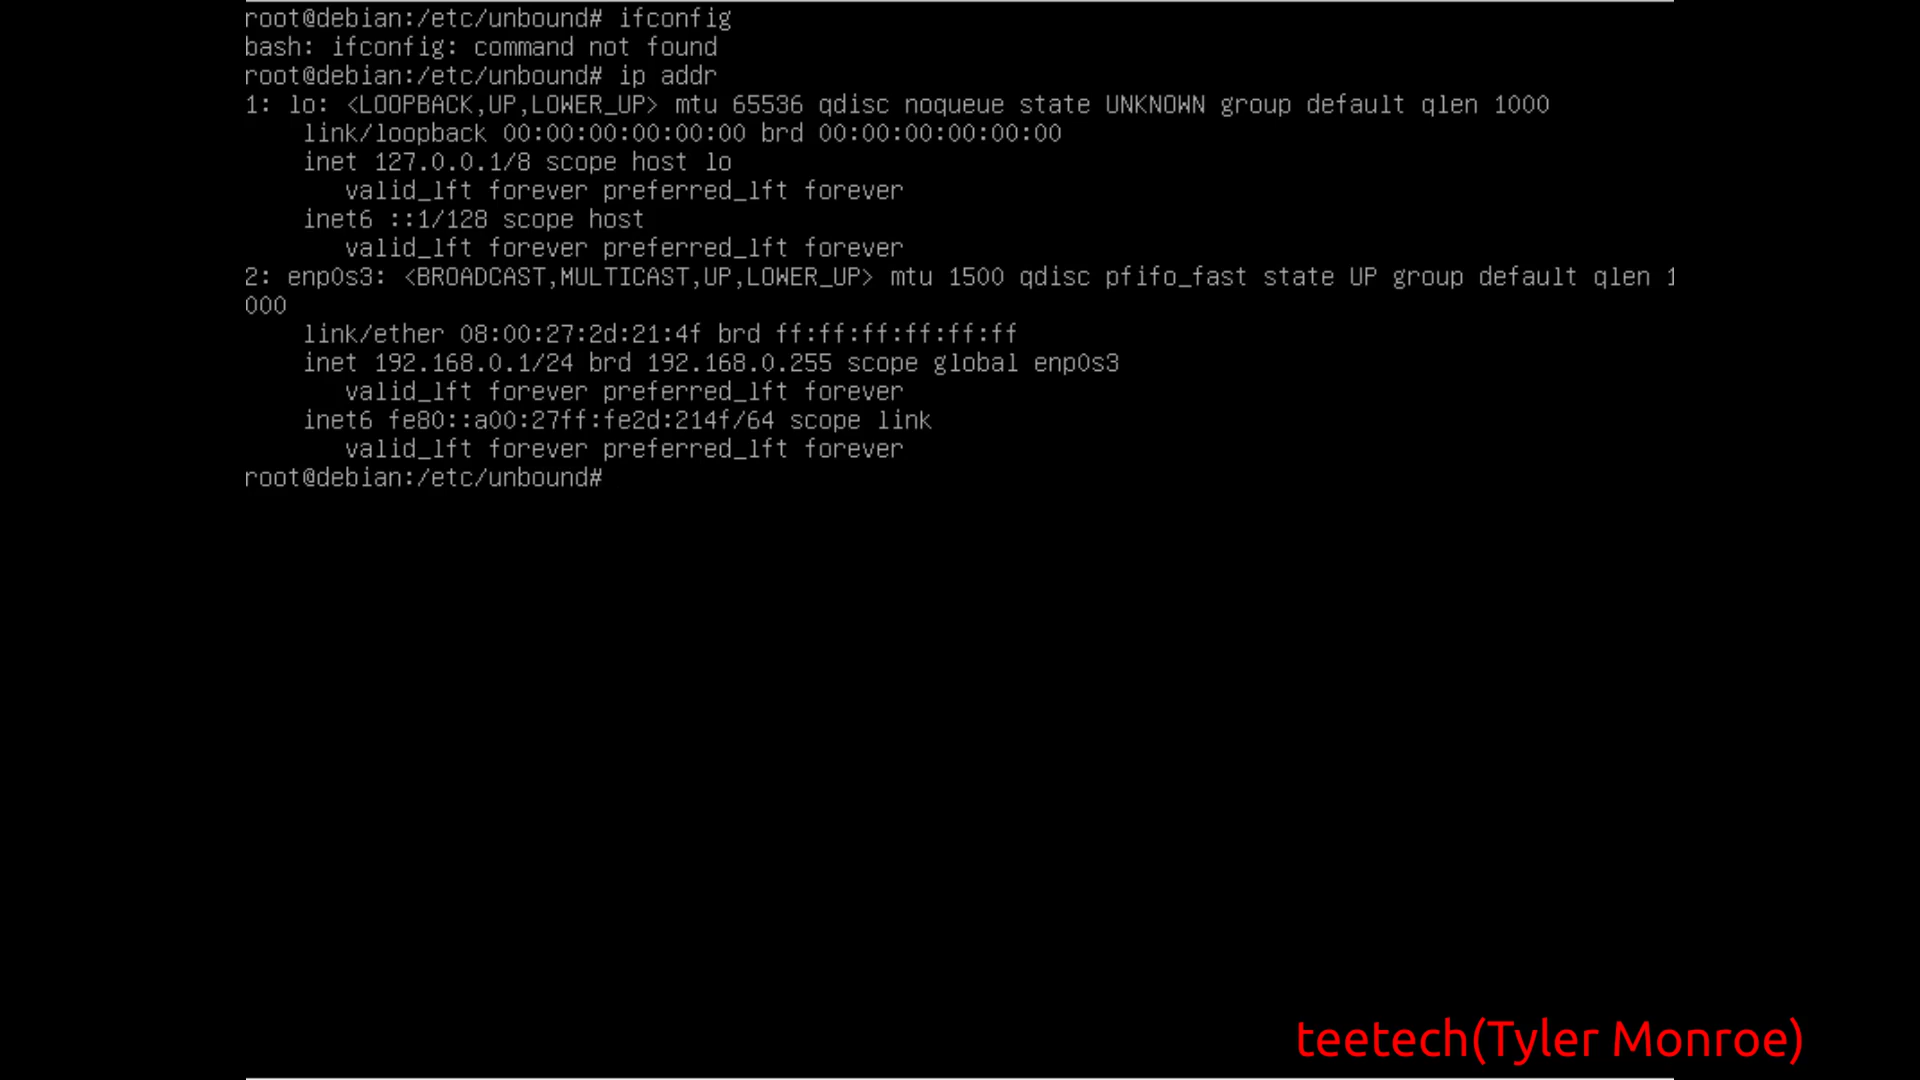 root@debian:/etc/unbound# ifconfig
bash: ifconfig: command not found
root@debian:/etc/unbound# ip addr
1: lo: <LOOPBACK,UP,LOWER_UP> mtu 65536 qdisc noqueue state UNKNOWN group default qlen 1000
    link/loopback 00:00:00:00:00:00 brd 00:00:00:00:00:00
    inet 127.0.0.1/8 scope host lo
       valid_lft forever preferred_lft forever
    inet6 ::1/128 scope host
       valid_lft forever preferred_lft forever
2: enp0s3: <BROADCAST,MULTICAST,UP,LOWER_UP> mtu 1500 qdisc pfifo_fast state UP group default qlen 1
000
    link/ether 08:00:27:2d:21:4f brd ff:ff:ff:ff:ff:ff
    inet 192.168.0.1/24 brd 192.168.0.255 scope global enp0s3
       valid_lft forever preferred_lft forever
    inet6 fe80::a00:27ff:fe2d:214f/64 scope link
       valid_lft forever preferred_lft forever
root@debian:/etc/unbound#
teetech(Tyler Monroe)